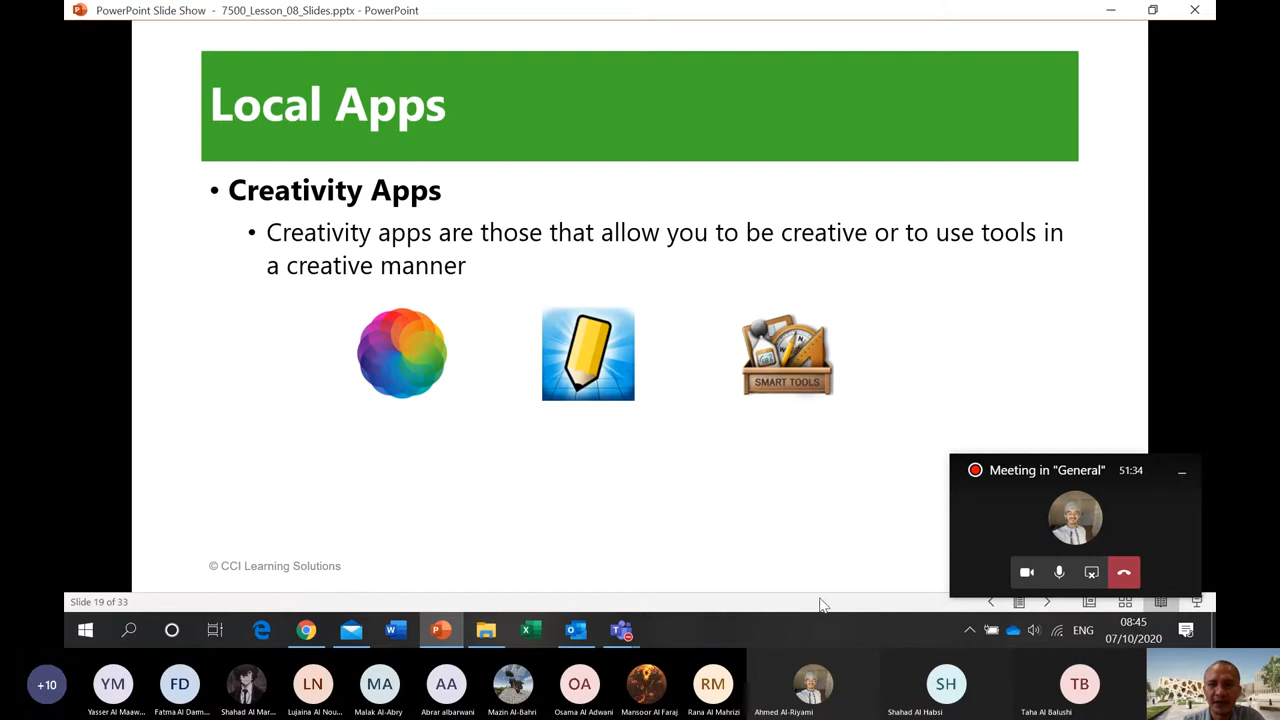 PowerPoint Slide Show - 7500_Lesson_08_Slides.pptx - PowerPoint
Local Apps
• Creativity Apps
• Creativity apps are those that allow you to be creative or to use tools in
a creative manner
SMART TOOLS
Meeting in "General" 51:34
© CCI Learning Solutions
Slide 19 of 33
ENG
08:45
07/10/2020
+10
YM
FD
LN
MA
AA
OA
RM
SH
TB
Yasser Al Maaw...
Fatma Al Darm...
Shahad Al Mar...
Lujaina Al Nou...
Malak Al-Abry
Abrar albarwani
Mazin Al-Bahri
Osama Al Adwani
Mansoor Al Faraj
Rana Al Mahrizi
Ahmed Al-Riyami
Shahad Al Habsi
Taha Al Balushi